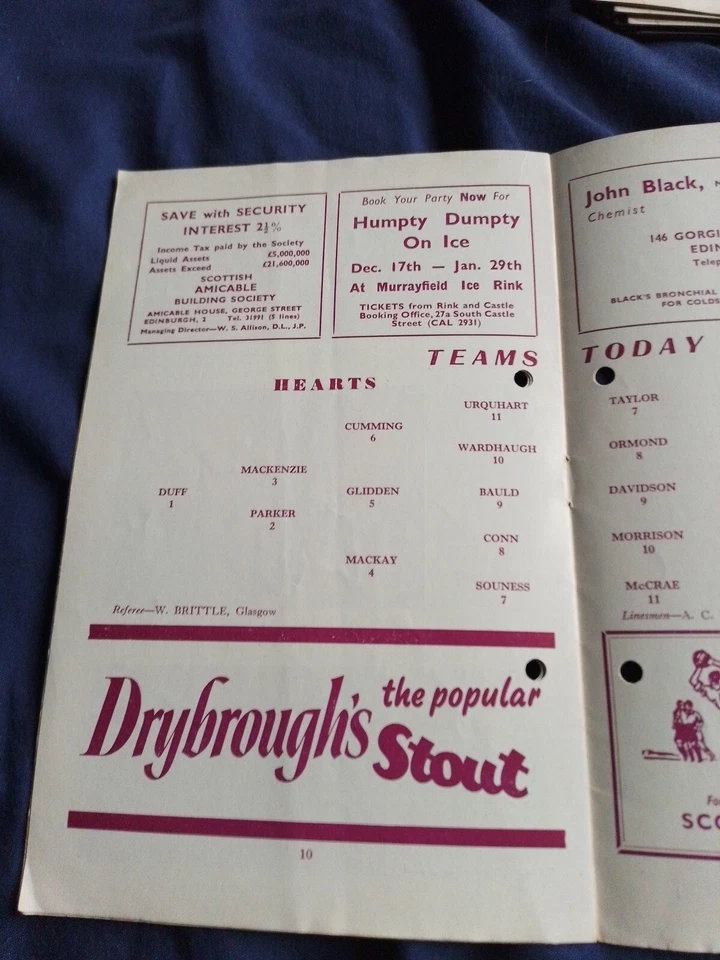 SAVE with SECURITY
INTEREST 2½%
Income Tax paid by the Society
Liquid Assets £5,000,000
Assets Exceed £21,600,000
SCOTTISH
AMICABLE
BUILDING SOCIETY
AMICABLE HOUSE, GEORGE STREET
EDINBURGH, 2 Tel. 31991 (5 lines)
Managing Director—W. S. Allison, D.L., J.P.
Book Your Party Now For
Humpty Dumpty
On Ice
Dec. 17th — Jan. 29th
At Murrayfield Ice Rink
TICKETS from Rink and Castle
Booking Office, 27a South Castle
Street (CAL 2931)
John Black,
Chemist
146 GORGI
EDIN
Telep
BLACK'S BRONCHIAL
FOR COLDS
TEAMS TODAY
HEARTS
URQUHART
11
CUMMING
6
WARDHAUGH
10
MACKENZIE
3
DUFF
1
GLIDDEN
5
BAULD
9
PARKER
2
CONN
8
MACKAY
4
SOUNESS
7
Referee—W. BRITTLE, Glasgow
TAYLOR
7
ORMOND
8
DAVIDSON
9
MORRISON
10
McCRAE
11
Linesmen—A. C.
Drybrough's
the popular
Stout
10
Fo
SCO